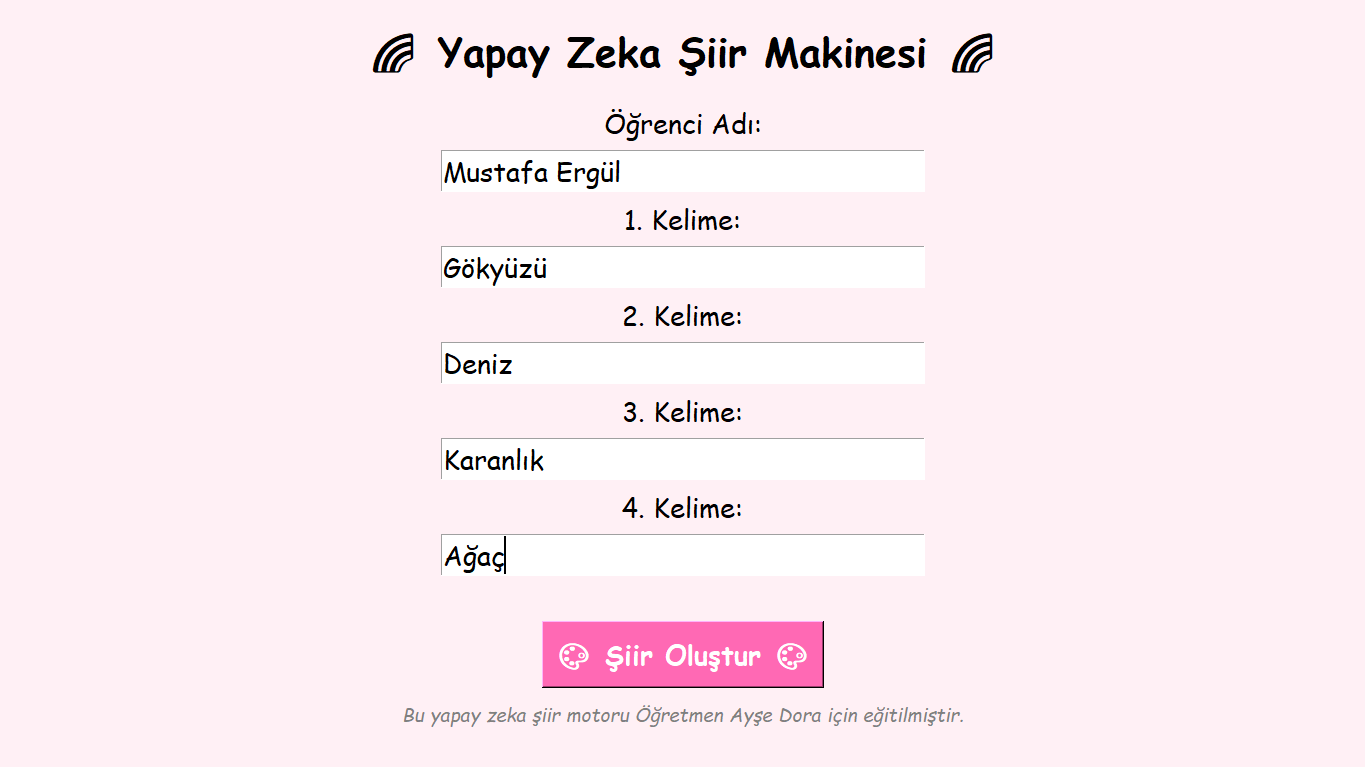 🌈 Yapay Zeka Şiir Makinesi 🌈
Öğrenci Adı:
Mustafa Ergül
1. Kelime:
Gökyüzü
2. Kelime:
Deniz
3. Kelime:
Karanlık
4. Kelime:
Ağaç
🎨 Şiir Oluştur 🎨
Bu yapay zeka şiir motoru Öğretmen Ayşe Dora için eğitilmiştir.